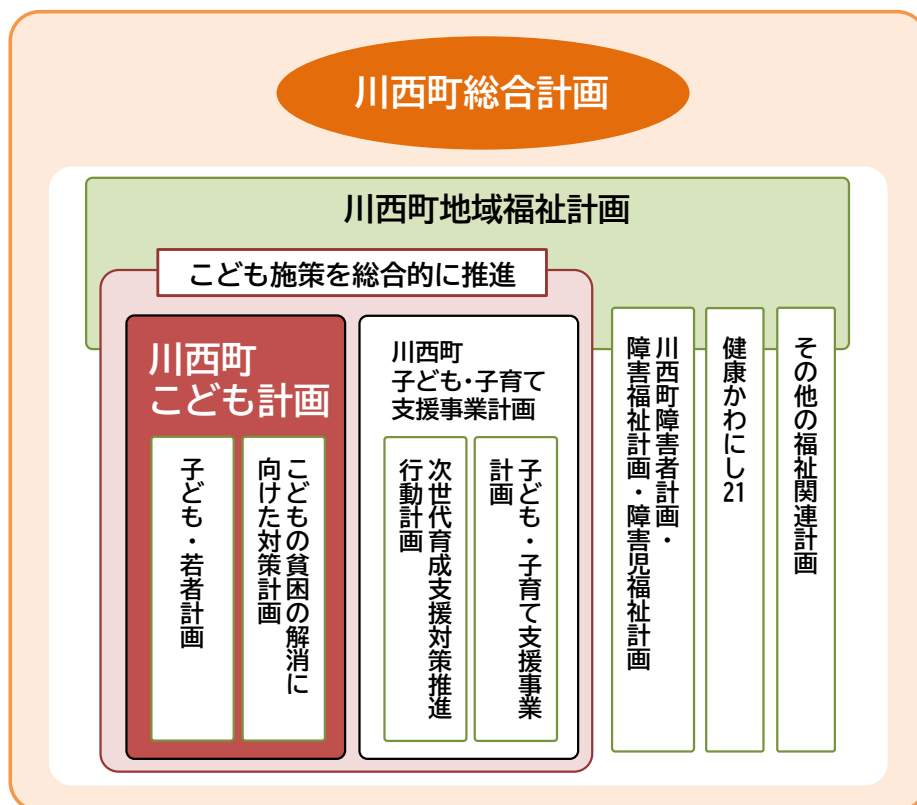 川西町総合計画
川西町地域福祉計画
こども施策を総合的に推進
川西町
こども計画
子ども・若者計画
こどもの貧困の解消に
向けた対策計画
川西町
子ども・子育て
支援事業計画
次世代育成支援対策推進
行動計画
子ども・子育て支援事業
計画
川西町障害者計画・
障害福祉計画・障害児福祉計画
健康かわにし21
その他の福祉関連計画